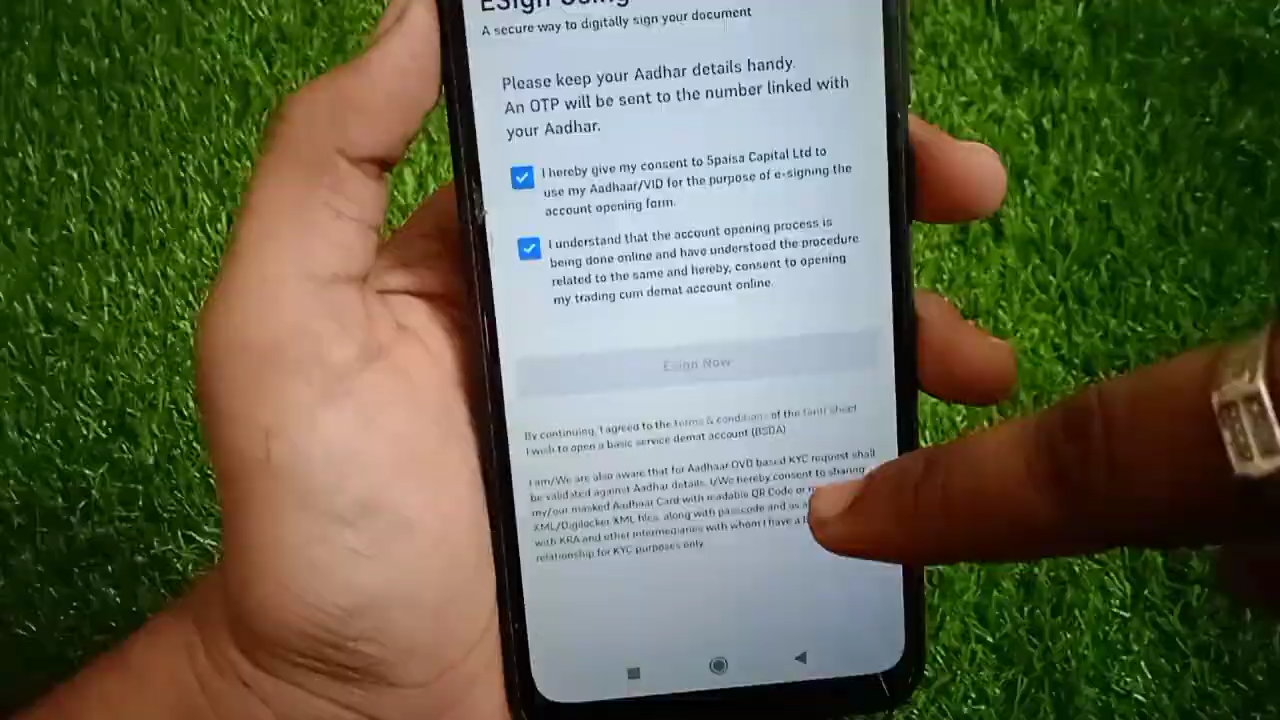 ESign Using
A secure way to digitally sign your document
Please keep your Aadhar details handy.
An OTP will be sent to the number linked with
your Aadhar.
I hereby give my consent to 5paisa Capital Ltd to
use my Aadhaar/VID for the purpose of e-signing the
account opening form.
I understand that the account opening process is
being done online and have understood the procedure
related to the same and hereby, consent to opening
my trading cum demat account online.
Esign Now
By continuing, I agreed to the terms & conditions of the tariff sheet
I wish to open a basic service demat account (BSDA)
I am/We are also aware that for Aadhaar OVD based KYC request shall
be validated against Aadhar details. I/We hereby consent to sharing
my/our masked Aadhaar Card with readable QR Code or
XML/Digilocker XML files, along with passcode and as
with KRA and other Intermediaries with whom I have a
relationship for KYC purposes only.